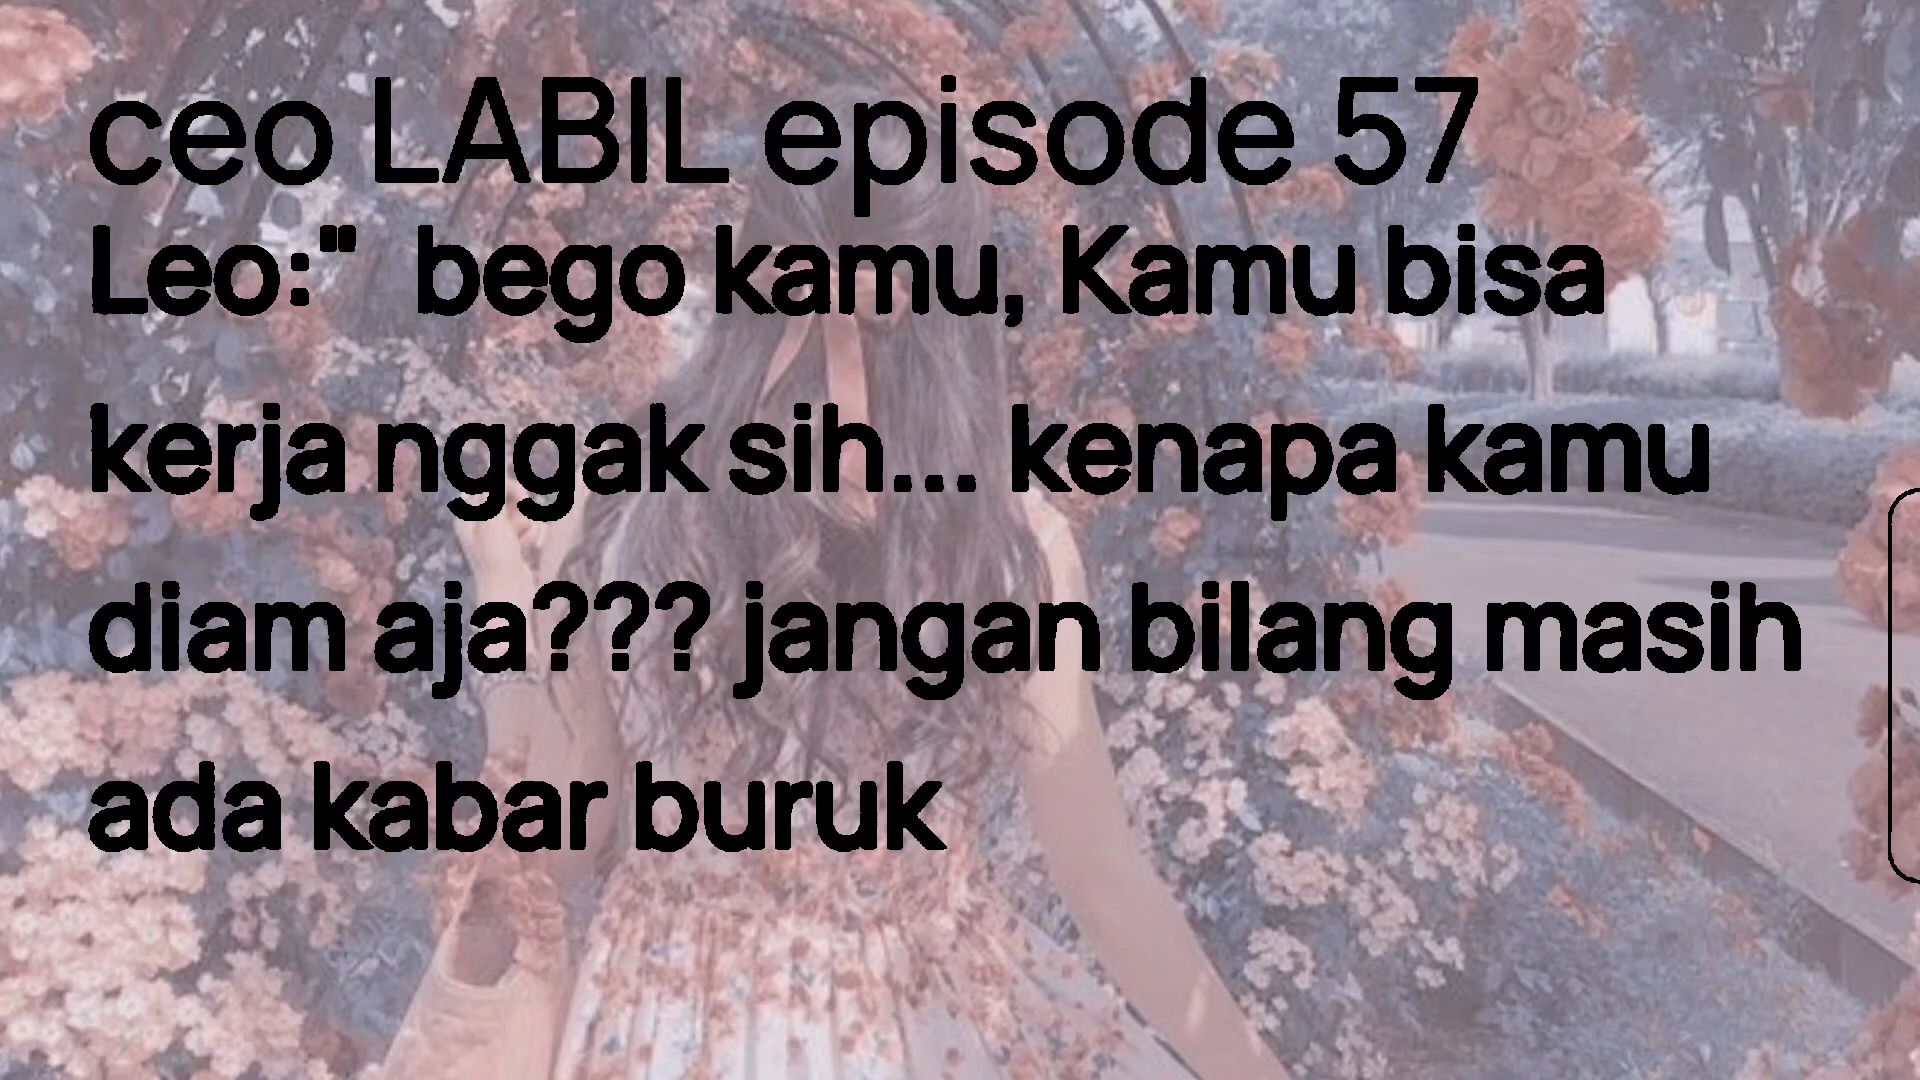 ceo LABIL episode 57
Leo:" bego kamu, Kamu bisa
kerja nggak sih... kenapa kamu
diam aja??? jangan bilang masih
ada kabar buruk